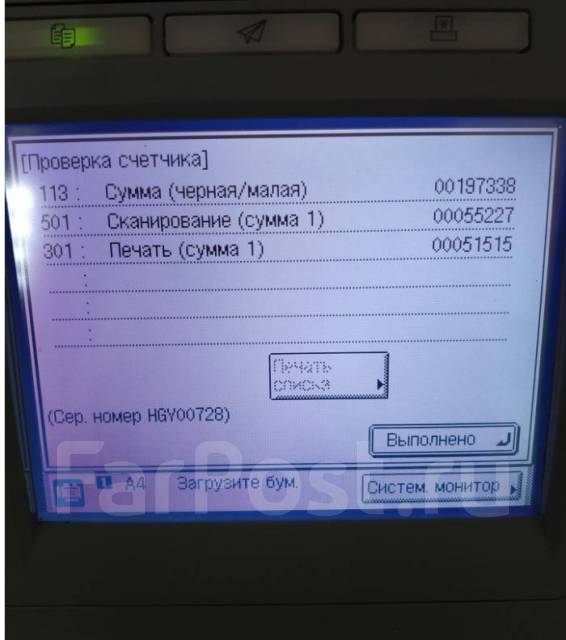 [Проверка счетчика]
113 : Сумма (черная/малая) 00197338
501 : Сканирование (сумма 1) 00055227
301 : Печать (сумма 1) 00051515
:
:
:
Печать
списка
(Сер. номер HGY00728)
Выполнено
1 A4 Загрузите бум.
Систем. монитор
FarPost.ru